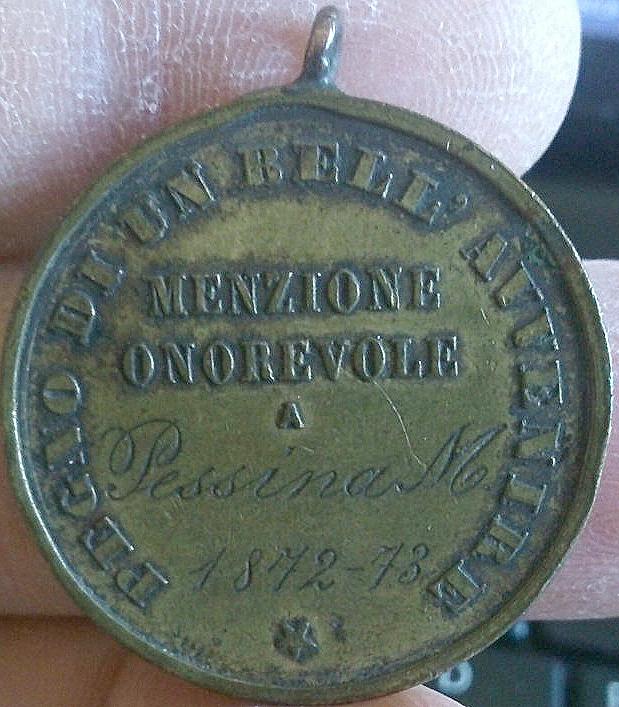 PEGNO DI UN BELL' AVVENIRE
MENZIONE
ONOREVOLE
A
Pessina M.
1872-73